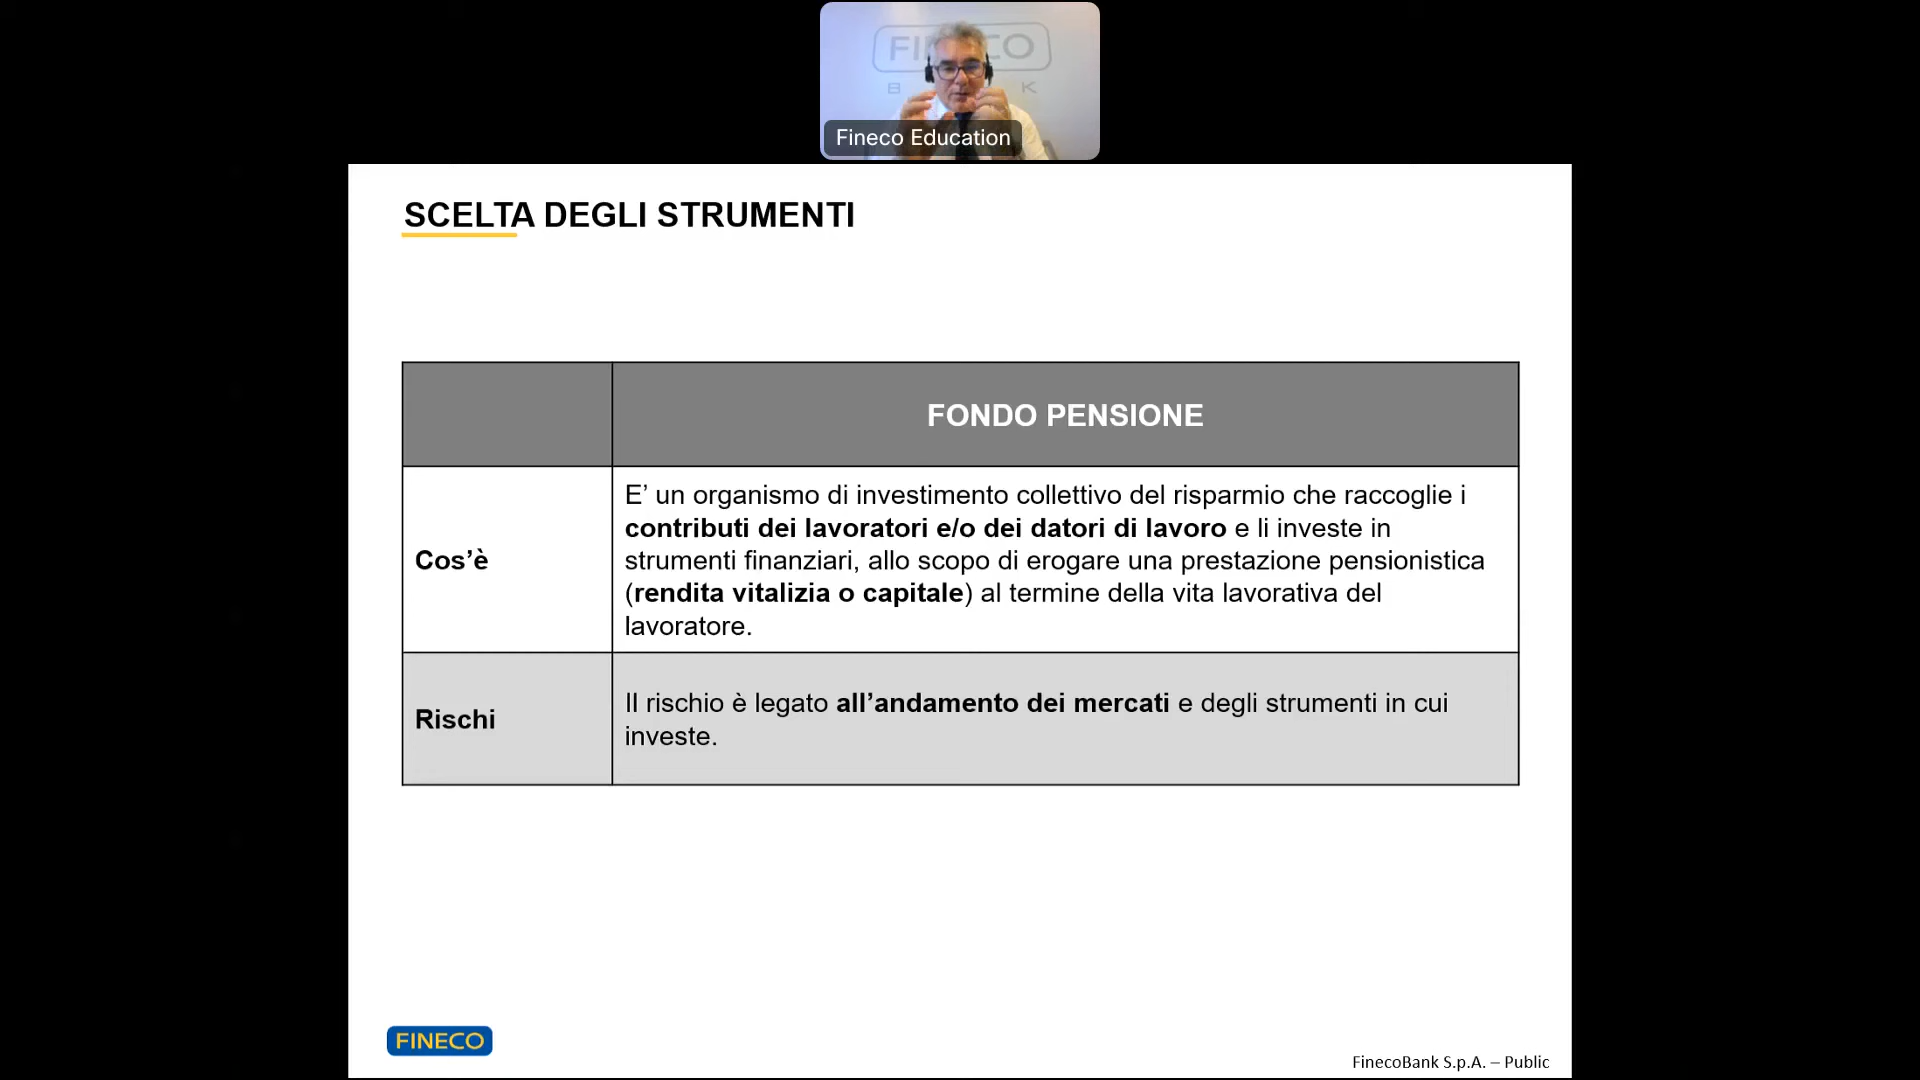 FINECO
B K
Fineco Education
SCELTA DEGLI STRUMENTI
FONDO PENSIONE
Cos’è
E’ un organismo di investimento collettivo del risparmio che raccoglie i
contributi dei lavoratori e/o dei datori di lavoro e li investe in
strumenti finanziari, allo scopo di erogare una prestazione pensionistica
(rendita vitalizia o capitale) al termine della vita lavorativa del
lavoratore.
Rischi
Il rischio è legato all’andamento dei mercati e degli strumenti in cui
investe.
FINECO
FinecoBank S.p.A. – Public